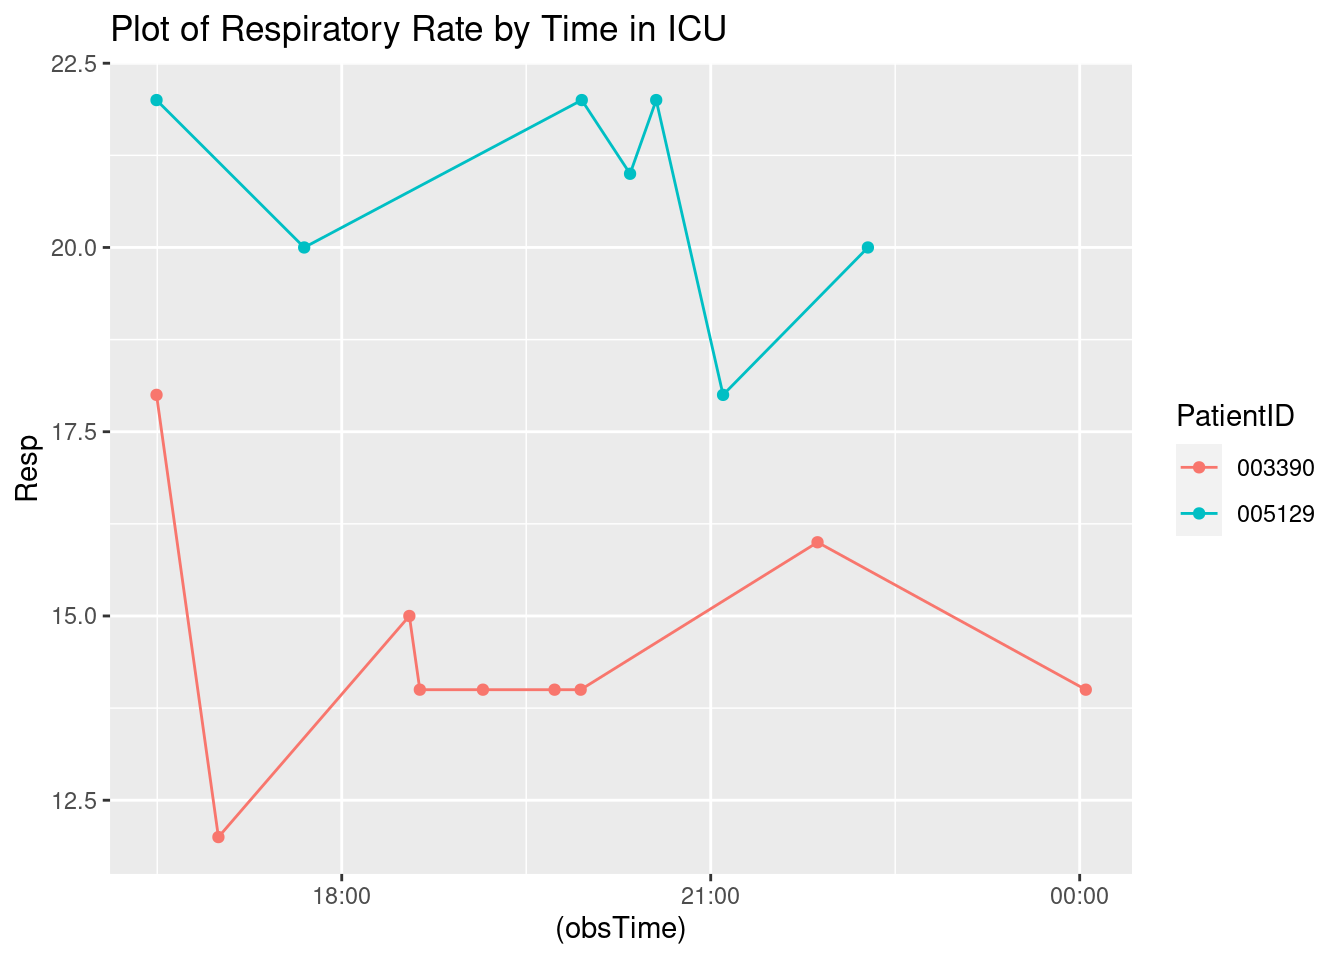 Plot of Respiratory Rate by Time in ICU
22.5
20.0
17.5
15.0
12.5
Resp
18:00
21:00
00:00
(obsTime)
PatientID
003390
005129